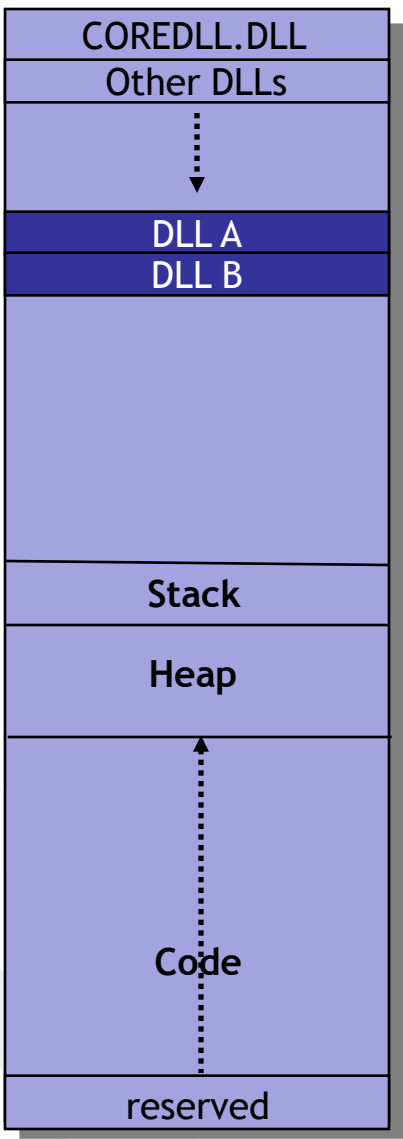 COREDLL.DLL
Other DLLs
DLL A
DLL B
Stack
Heap
Code
reserved